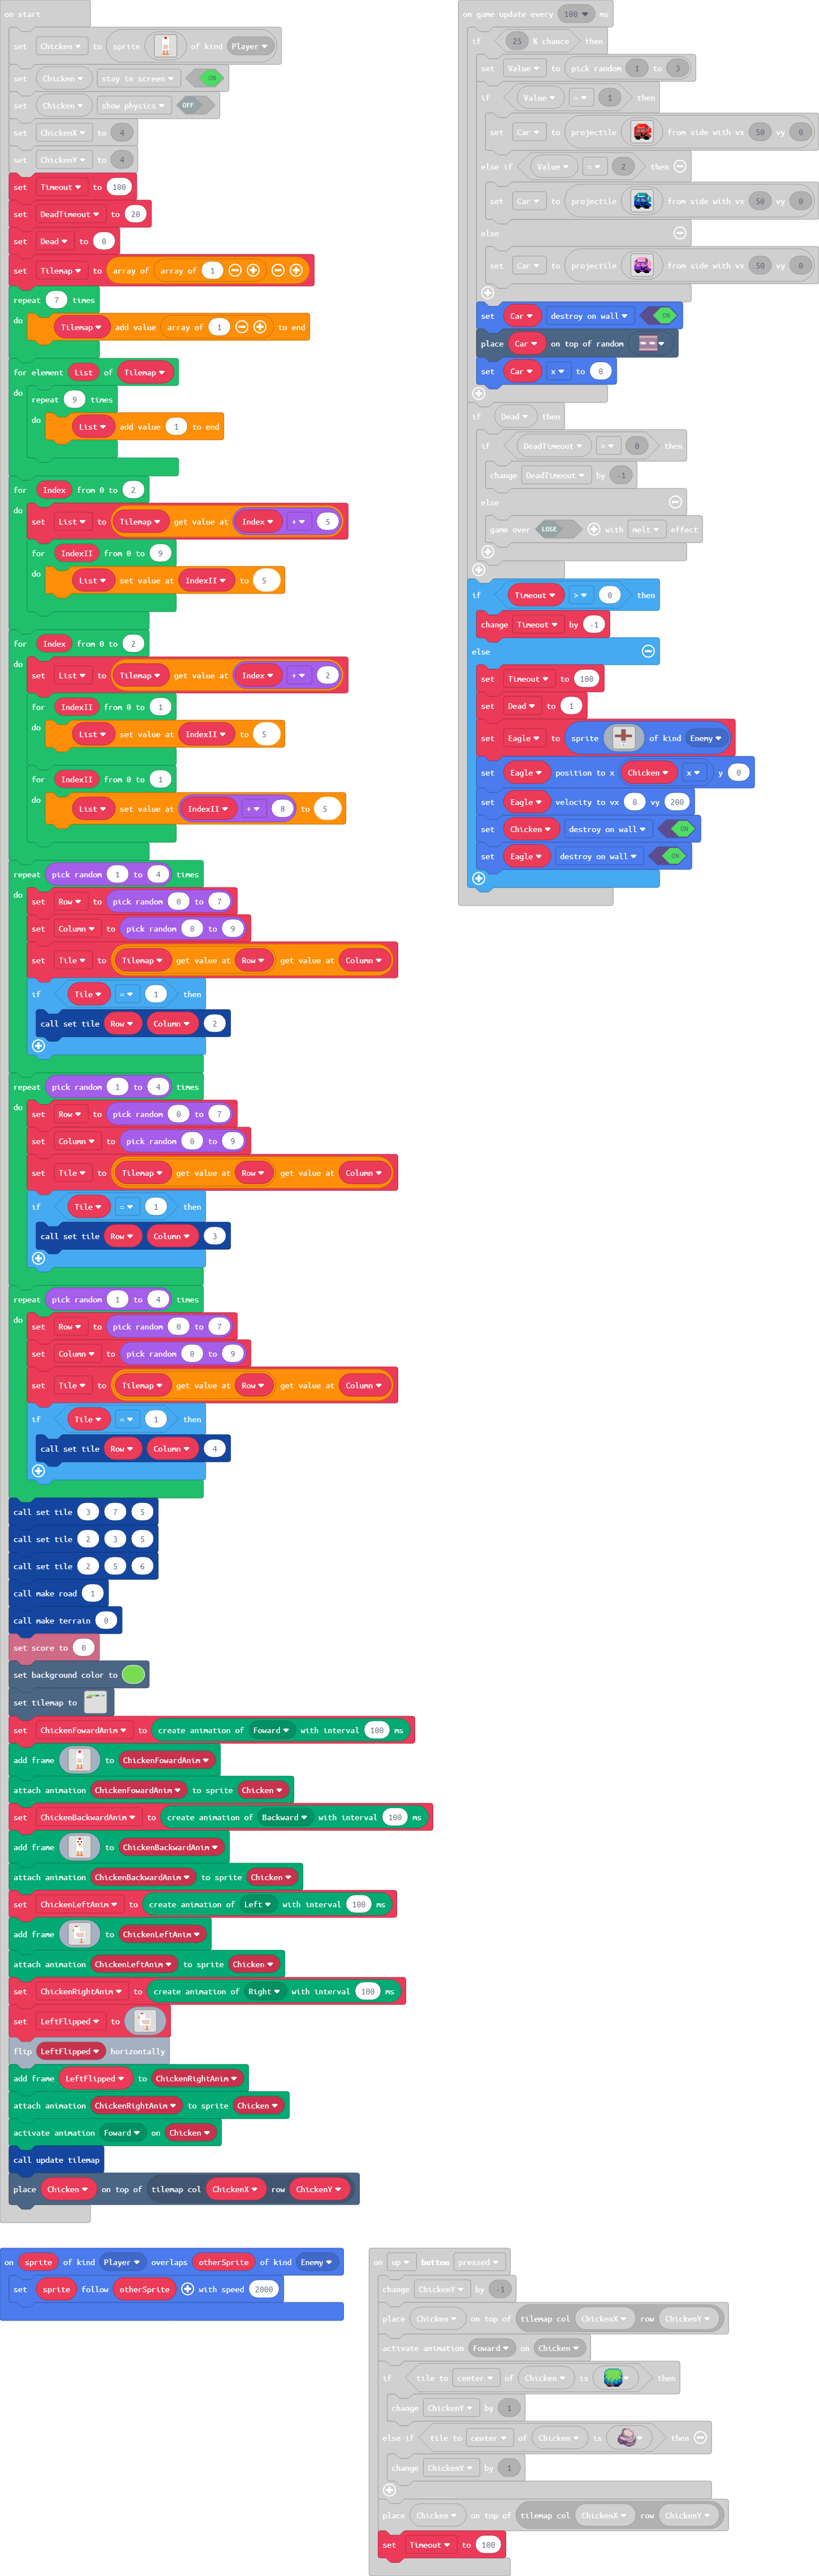 on start
set Chicken to sprite of kind Player
set Chicken stay in screen ON
set Chicken show physics OFF
set ChickenX to 4
set ChickenY to 4
set Timeout to 100
set DeadTimeout to 20
set Dead to 0
set Tilemap to array of array of 1
repeat 7 times
do Tilemap add value array of 1 to end
for element List of Tilemap
do repeat 9 times
do List add value 1 to end
for Index from 0 to 2
do set List to Tilemap get value at Index + 5
for IndexII from 0 to 9
do List set value at IndexII to 5
for Index from 0 to 2
do set List to Tilemap get value at Index + 2
for IndexII from 0 to 1
do List set value at IndexII to 5
for IndexII from 0 to 1
do List set value at IndexII + 8 to 5
repeat pick random 1 to 4 times
do set Row to pick random 0 to 7
set Column to pick random 0 to 9
set Tile to Tilemap get value at Row get value at Column
if Tile = 1 then
call set tile Row Column 2
repeat pick random 1 to 4 times
do set Row to pick random 0 to 7
set Column to pick random 0 to 9
set Tile to Tilemap get value at Row get value at Column
if Tile = 1 then
call set tile Row Column 3
repeat pick random 1 to 4 times
do set Row to pick random 0 to 7
set Column to pick random 0 to 9
set Tile to Tilemap get value at Row get value at Column
if Tile = 1 then
call set tile Row Column 4
call set tile 3 7 5
call set tile 2 3 5
call set tile 2 5 6
call make road 1
call make terrain 0
set score to 0
set background color to
set tilemap to
set ChickenFowardAnim to create animation of Foward with interval 100 ms
add frame to ChickenFowardAnim
attach animation ChickenFowardAnim to sprite Chicken
set ChickenBackwardAnim to create animation of Backward with interval 100 ms
add frame to ChickenBackwardAnim
attach animation ChickenBackwardAnim to sprite Chicken
set ChickenLeftAnim to create animation of Left with interval 100 ms
add frame to ChickenLeftAnim
attach animation ChickenLeftAnim to sprite Chicken
set ChickenRightAnim to create animation of Right with interval 100 ms
set LeftFlipped to
flip LeftFlipped horizontally
add frame LeftFlipped to ChickenRightAnim
attach animation ChickenRightAnim to sprite Chicken
activate animation Foward on Chicken
call update tilemap
place Chicken on top of tilemap col ChickenX row ChickenY
on game update every 100 ms
if 25 % chance then
set Value to pick random 1 to 3
if Value = 1 then
set Car to projectile from side with vx 50 vy 0
else if Value = 2 then
set Car to projectile from side with vx 50 vy 0
else
set Car to projectile from side with vx 50 vy 0
set Car destroy on wall ON
place Car on top of random
set Car x to 0
if Dead then
if DeadTimeout > 0 then
change DeadTimeout by -1
else
game over LOSE with melt effect
if Timeout > 0 then
change Timeout by -1
else
set Timeout to 100
set Dead to 1
set Eagle to sprite of kind Enemy
set Eagle position to x Chicken x y 0
set Eagle velocity to vx 0 vy 200
set Chicken destroy on wall ON
set Eagle destroy on wall ON
on sprite of kind Player overlaps otherSprite of kind Enemy
set sprite follow otherSprite with speed 2000
on up button pressed
change ChickenY by -1
place Chicken on top of tilemap col ChickenX row ChickenY
activate animation Foward on Chicken
if tile to center of Chicken is then
change ChickenY by 1
else if tile to center of Chicken is then
change ChickenY by 1
place Chicken on top of tilemap col ChickenX row ChickenY
set Timeout to 100